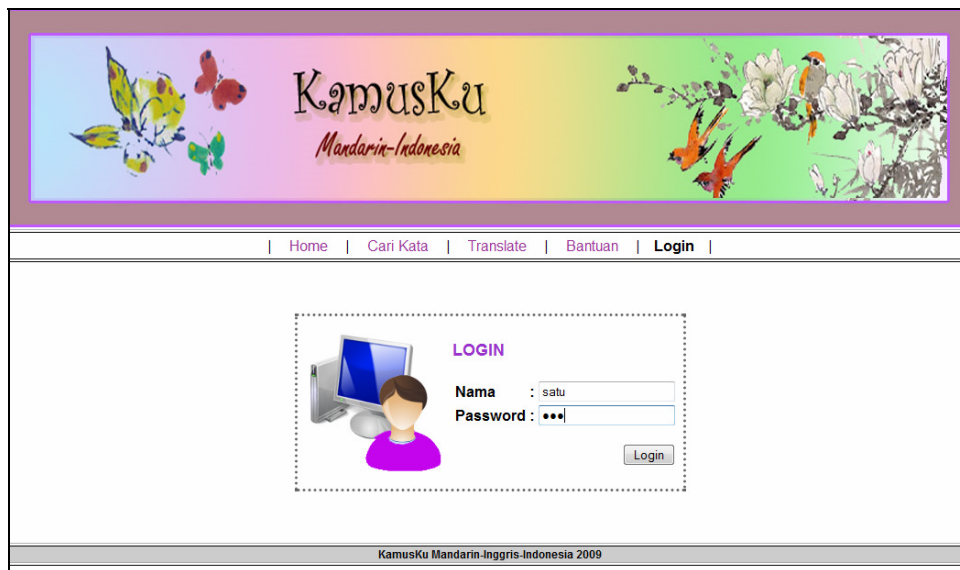 KamusKu
Mandarin-Indonesia
| Home | Cari Kata | Translate | Bantuan | Login |
LOGIN
Nama : satu
Password : •••
Login
KamusKu Mandarin-Inggris-Indonesia 2009